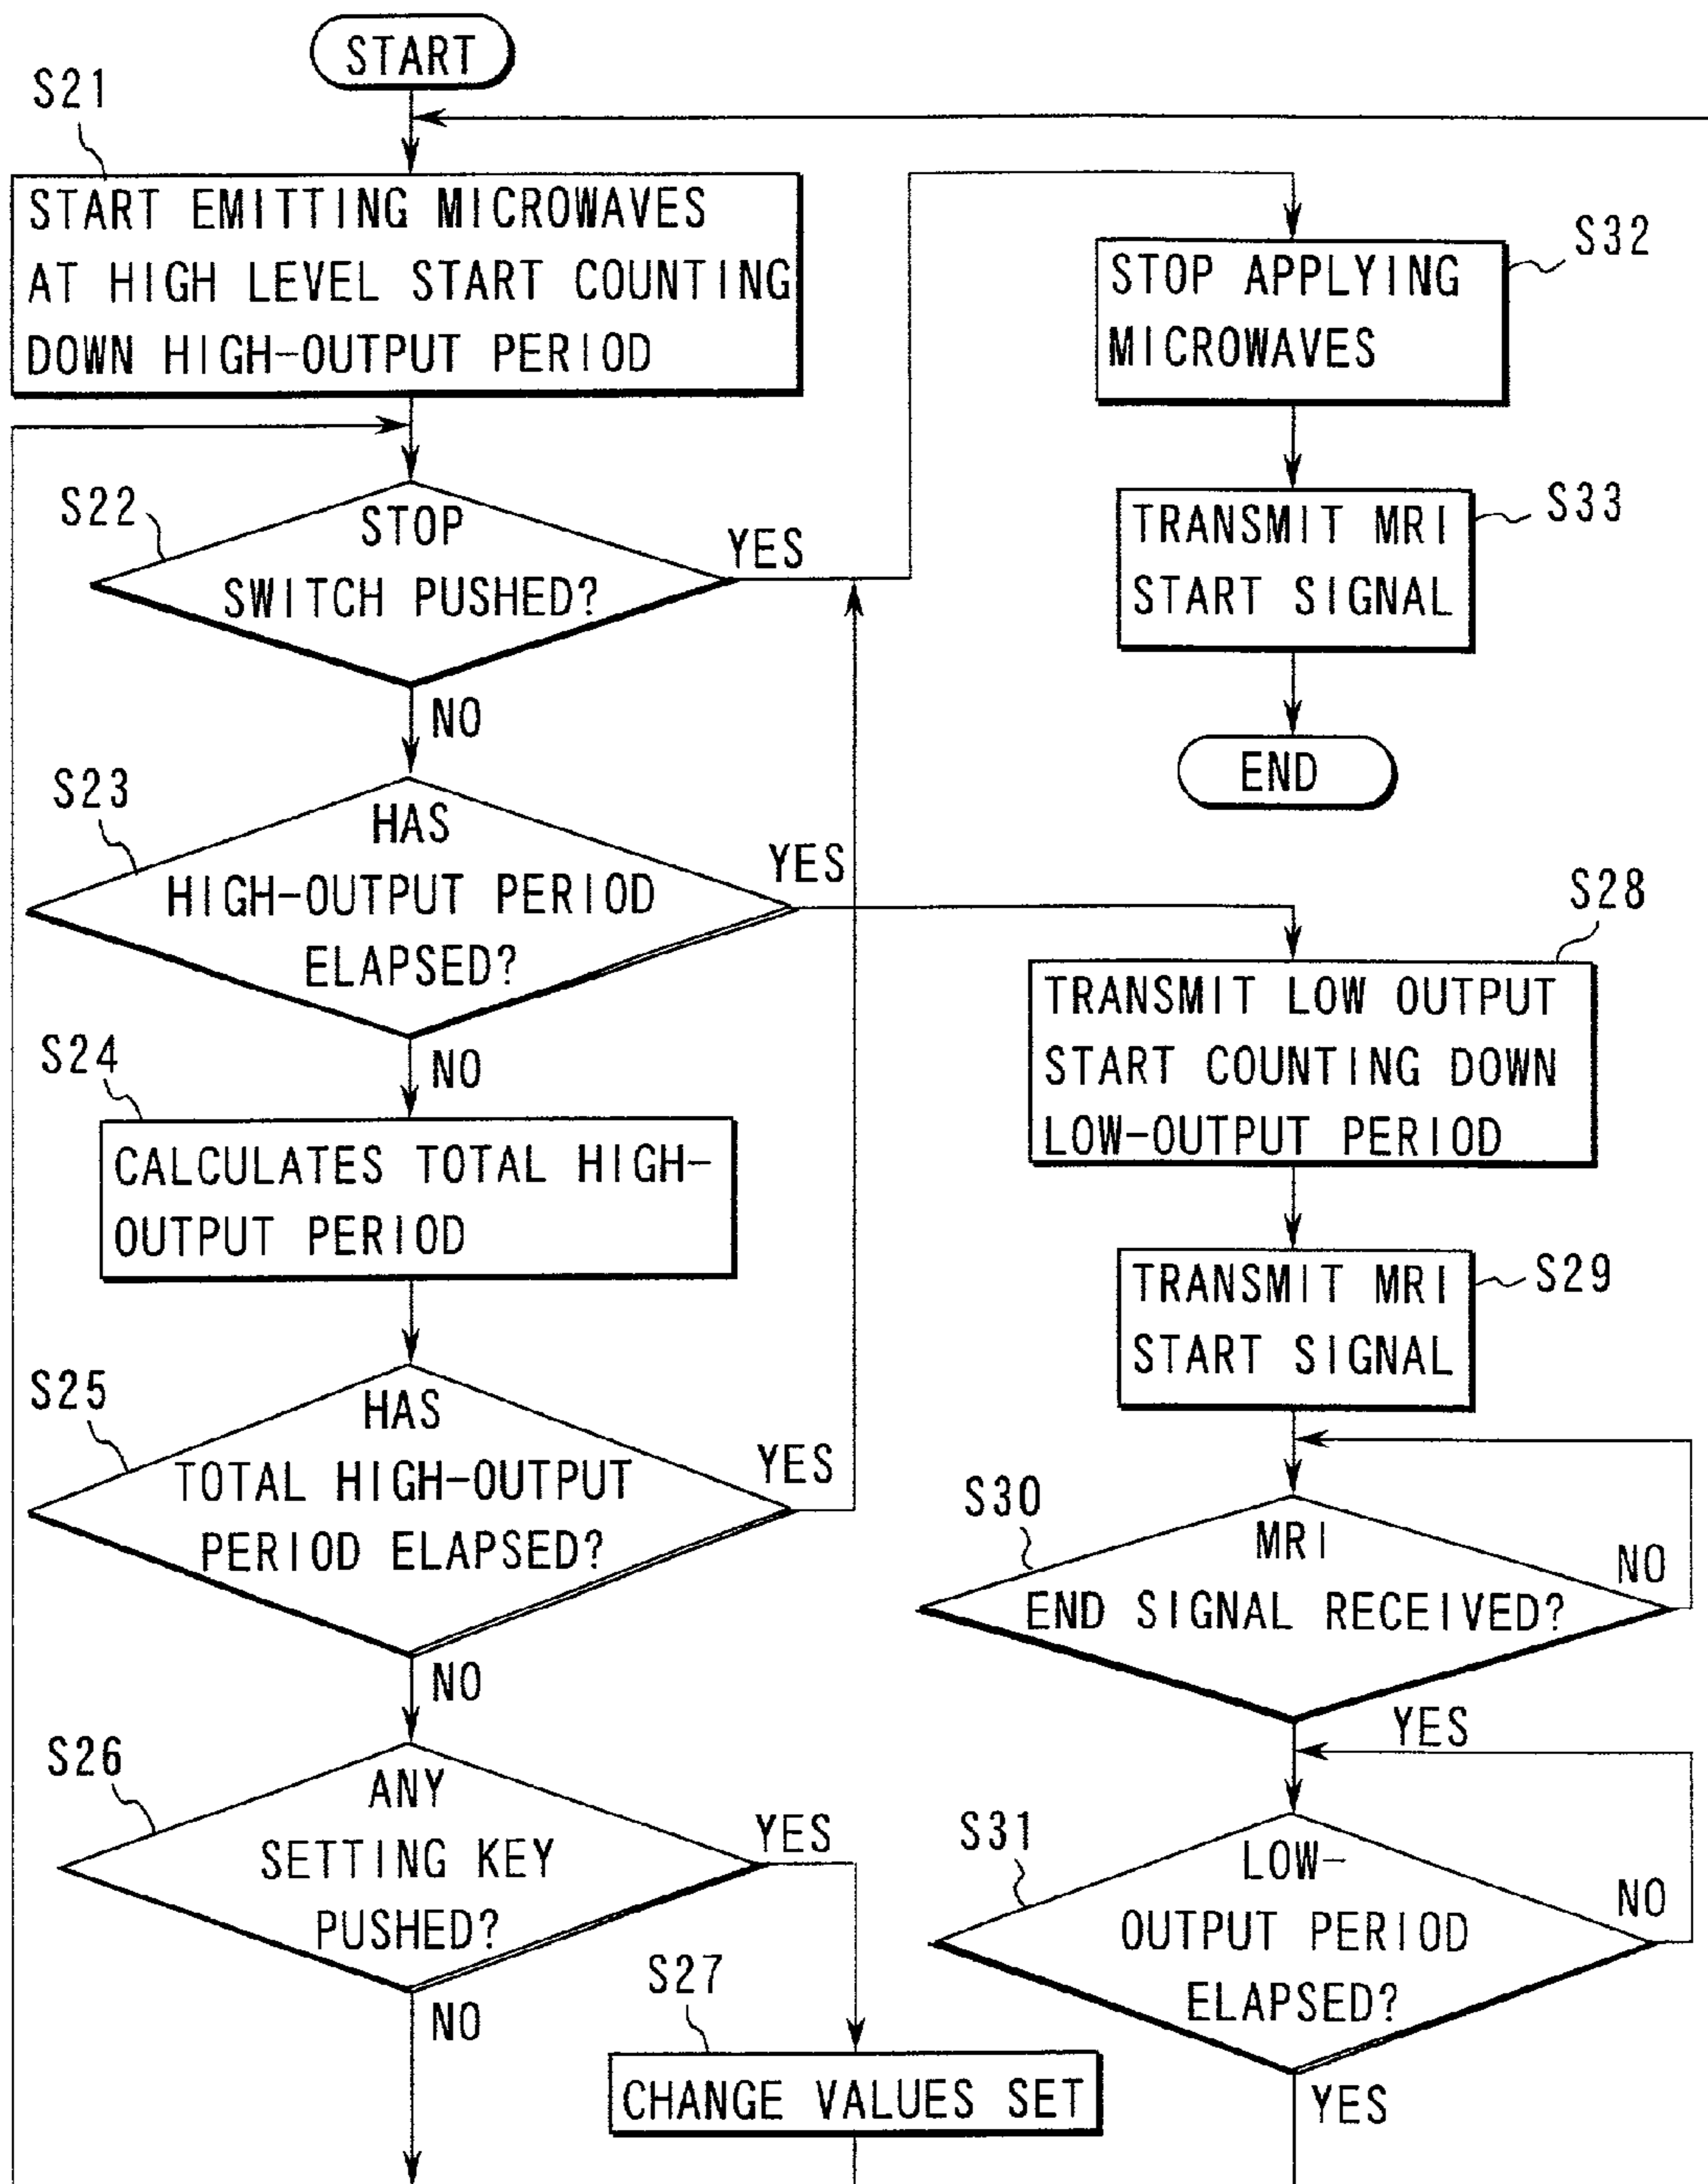 START
S21
START EMITTING MICROWAVES
AT HIGH LEVEL START COUNTING
DOWN HIGH-OUTPUT PERIOD
S22
STOP
SWITCH PUSHED?
YES
NO
S23
HAS
HIGH-OUTPUT PERIOD
ELAPSED?
YES
NO
S24
CALCULATES TOTAL HIGH-
OUTPUT PERIOD
S25
HAS
TOTAL HIGH-OUTPUT
PERIOD ELAPSED?
YES
NO
S26
ANY
SETTING KEY
PUSHED?
YES
NO
S27
CHANGE VALUES SET
S32
STOP APPLYING
MICROWAVES
S33
TRANSMIT MRI
START SIGNAL
END
S28
TRANSMIT LOW OUTPUT
START COUNTING DOWN
LOW-OUTPUT PERIOD
S29
TRANSMIT MRI
START SIGNAL
S30
MRI
END SIGNAL RECEIVED?
NO
YES
S31
LOW-
OUTPUT PERIOD
ELAPSED?
NO
YES